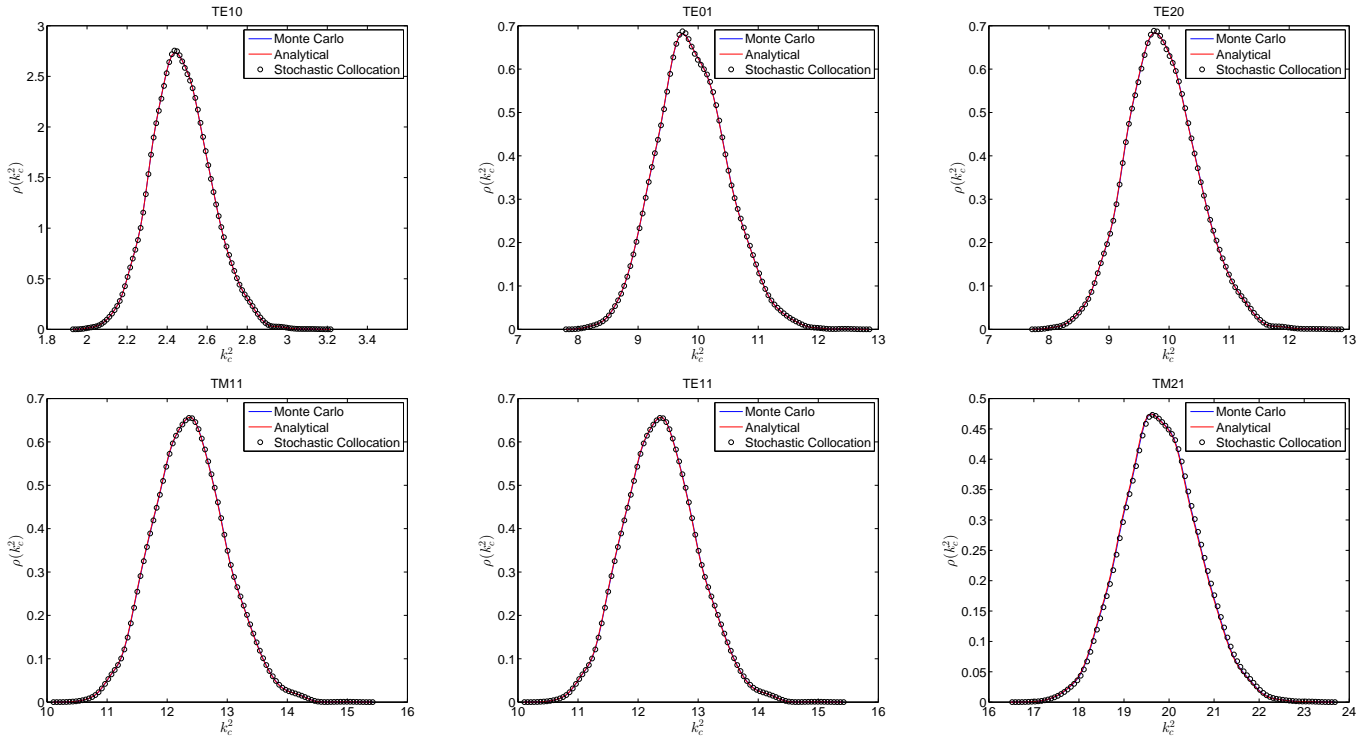 TE10
3
2.5
2
1.5
1
0.5
0
ρ(k_c^2)
1.8 2 2.2 2.4 2.6 2.8 3 3.2 3.4
k_c^2
Monte Carlo
Analytical
Stochastic Collocation
TE01
0.7
0.6
0.5
0.4
0.3
0.2
0.1
0
ρ(k_c^2)
7 8 9 10 11 12 13
k_c^2
Monte Carlo
Analytical
Stochastic Collocation
TE20
0.7
0.6
0.5
0.4
0.3
0.2
0.1
0
ρ(k_c^2)
7 8 9 10 11 12 13
k_c^2
Monte Carlo
Analytical
Stochastic Collocation
TM11
0.7
0.6
0.5
0.4
0.3
0.2
0.1
0
ρ(k_c^2)
10 11 12 13 14 15 16
k_c^2
Monte Carlo
Analytical
Stochastic Collocation
TE11
0.7
0.6
0.5
0.4
0.3
0.2
0.1
0
ρ(k_c^2)
10 11 12 13 14 15 16
k_c^2
Monte Carlo
Analytical
Stochastic Collocation
TM21
0.5
0.45
0.4
0.35
0.3
0.25
0.2
0.15
0.1
0.05
0
ρ(k_c^2)
16 17 18 19 20 21 22 23 24
k_c^2
Monte Carlo
Analytical
Stochastic Collocation